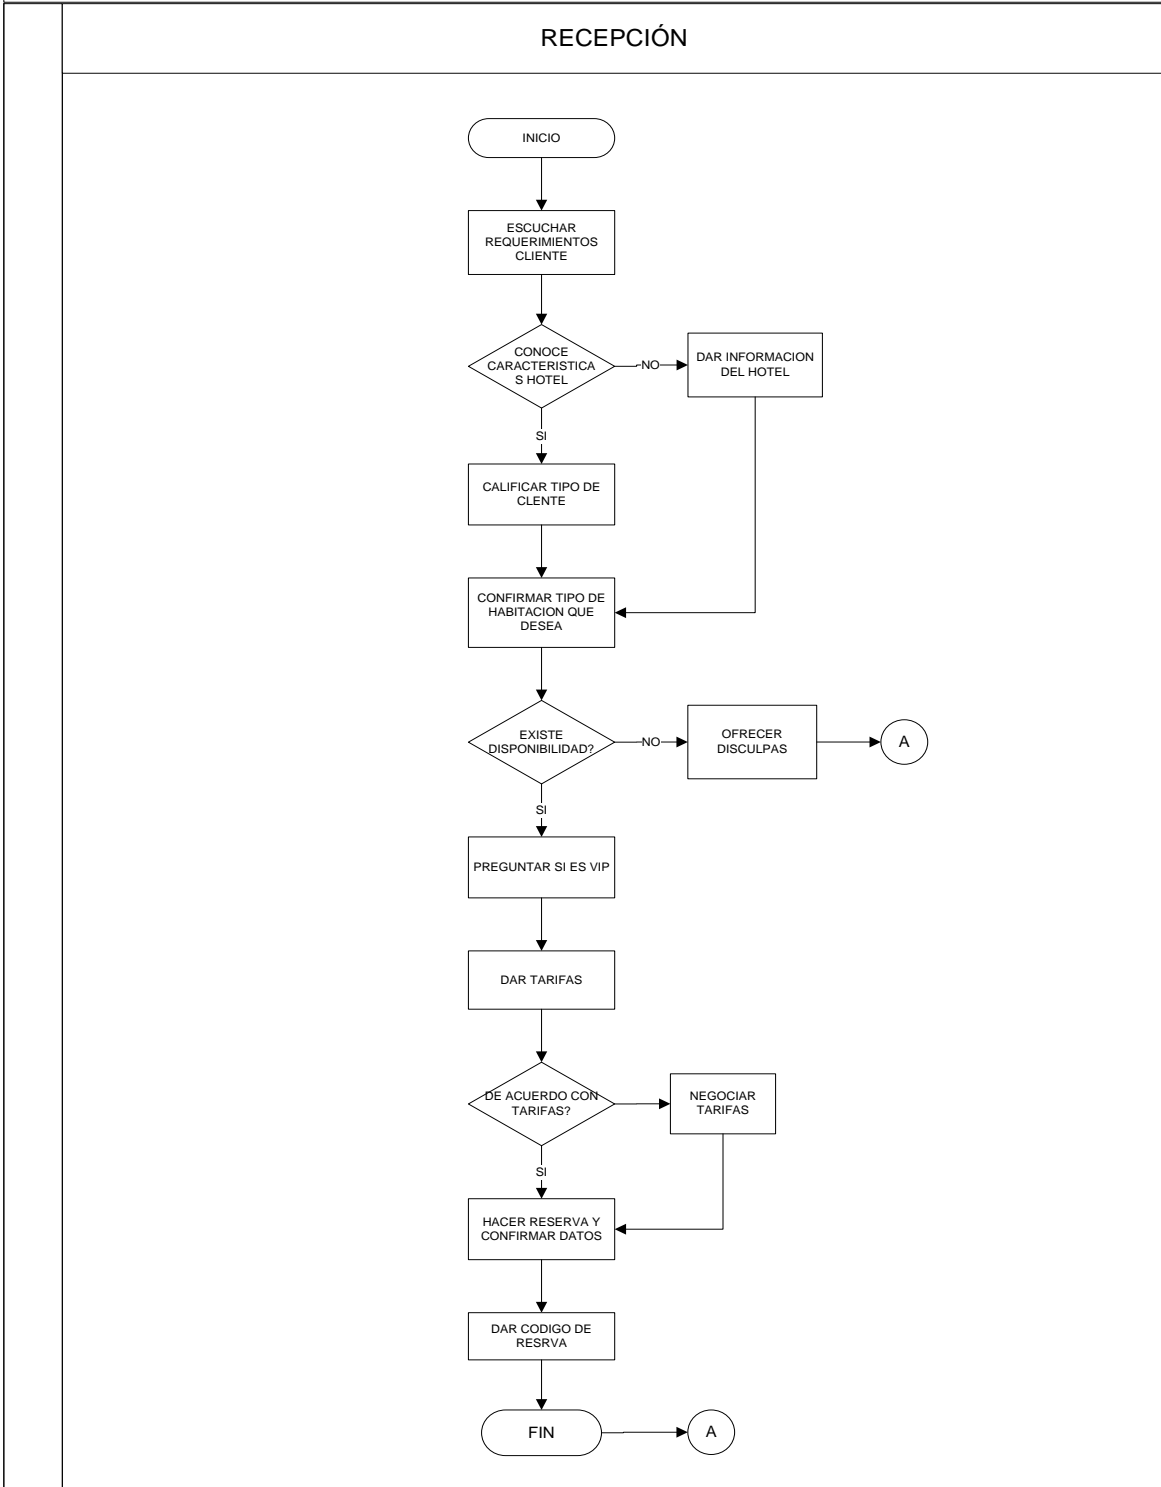 RECEPCIÓN
INICIO
ESCUCHAR
REQUERIMIENTOS
CLIENTE
CONOCE
CARACTERISTICA
S HOTEL
NO
DAR INFORMACION
DEL HOTEL
SI
CALIFICAR TIPO DE
CLENTE
CONFIRMAR TIPO DE
HABITACION QUE
DESEA
EXISTE
DISPONIBILIDAD?
NO
OFRECER
DISCULPAS
A
SI
PREGUNTAR SI ES VIP
DAR TARIFAS
DE ACUERDO CON
TARIFAS?
NEGOCIAR
TARIFAS
SI
HACER RESERVA Y
CONFIRMAR DATOS
DAR CODIGO DE
RESRVA
FIN
A